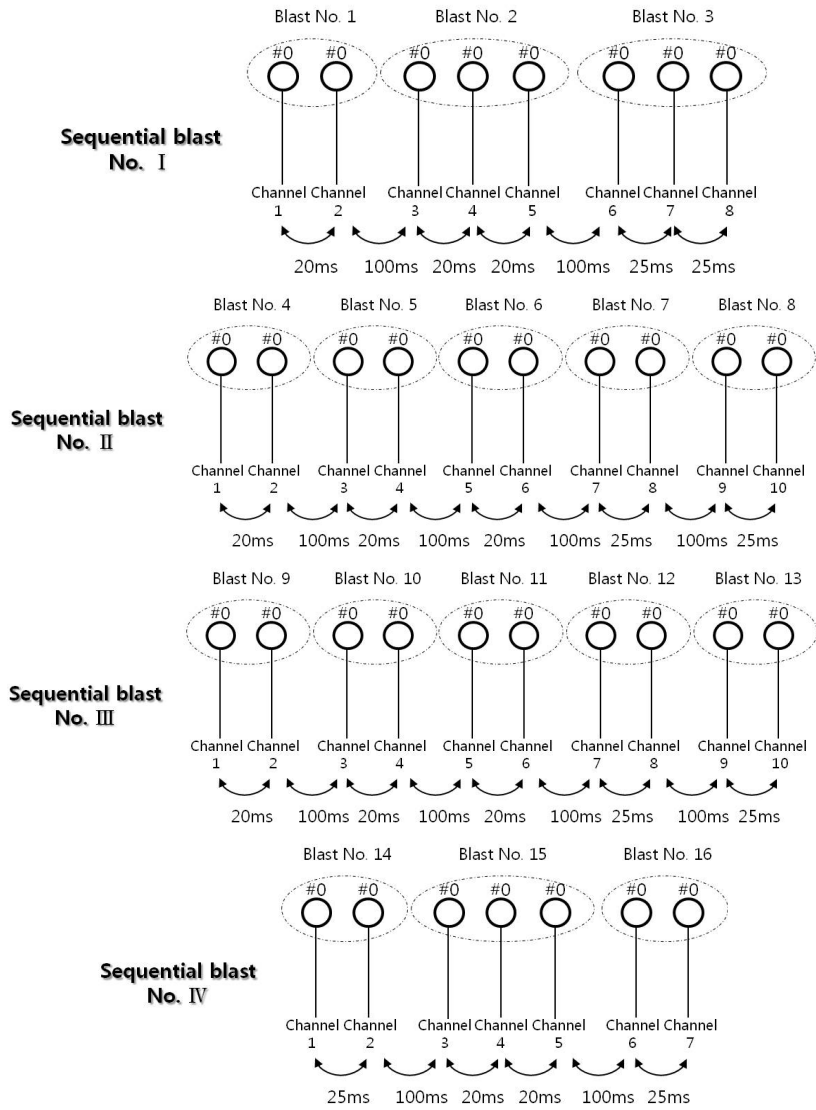 Blast No. 1 Blast No. 2 Blast No. 3
#0 #0 #0 #0 #0 #0 #0 #0
Sequential blast
No. Ⅰ
Channel Channel Channel Channel Channel Channel Channel Channel
1 2 3 4 5 6 7 8
20ms 100ms 20ms 20ms 100ms 25ms 25ms
Blast No. 4 Blast No. 5 Blast No. 6 Blast No. 7 Blast No. 8
#0 #0 #0 #0 #0 #0 #0 #0 #0 #0
Sequential blast
No. Ⅱ
Channel Channel Channel Channel Channel Channel Channel Channel Channel Channel
1 2 3 4 5 6 7 8 9 10
20ms 100ms 20ms 100ms 20ms 100ms 25ms 100ms 25ms
Blast No. 9 Blast No. 10 Blast No. 11 Blast No. 12 Blast No. 13
#0 #0 #0 #0 #0 #0 #0 #0 #0 #0
Sequential blast
No. Ⅲ
Channel Channel Channel Channel Channel Channel Channel Channel Channel Channel
1 2 3 4 5 6 7 8 9 10
20ms 100ms 20ms 100ms 20ms 100ms 25ms 100ms 25ms
Blast No. 14 Blast No. 15 Blast No. 16
#0 #0 #0 #0 #0 #0 #0
Sequential blast
No. Ⅳ
Channel Channel Channel Channel Channel Channel Channel
1 2 3 4 5 6 7
25ms 100ms 20ms 20ms 100ms 25ms